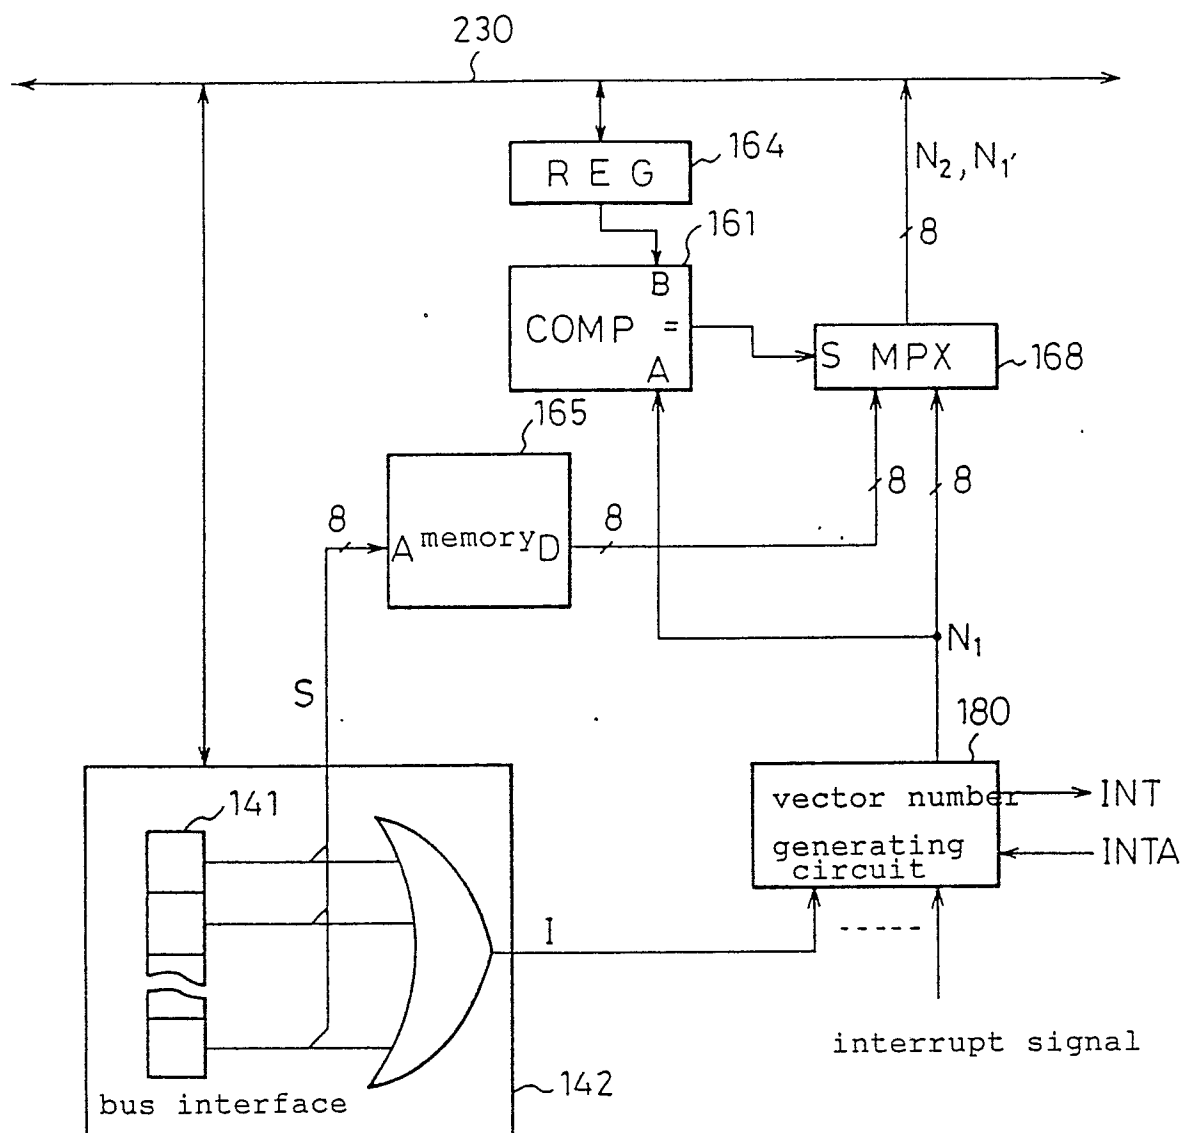 230
REG
164
N2, N1'
8
161
B
COMP =
A
S MPX
168
165
8
A memory D
8
8
8
N1
S
180
vector number
generating
circuit
INT
INTA
141
I
-----
interrupt signal
142
bus interface